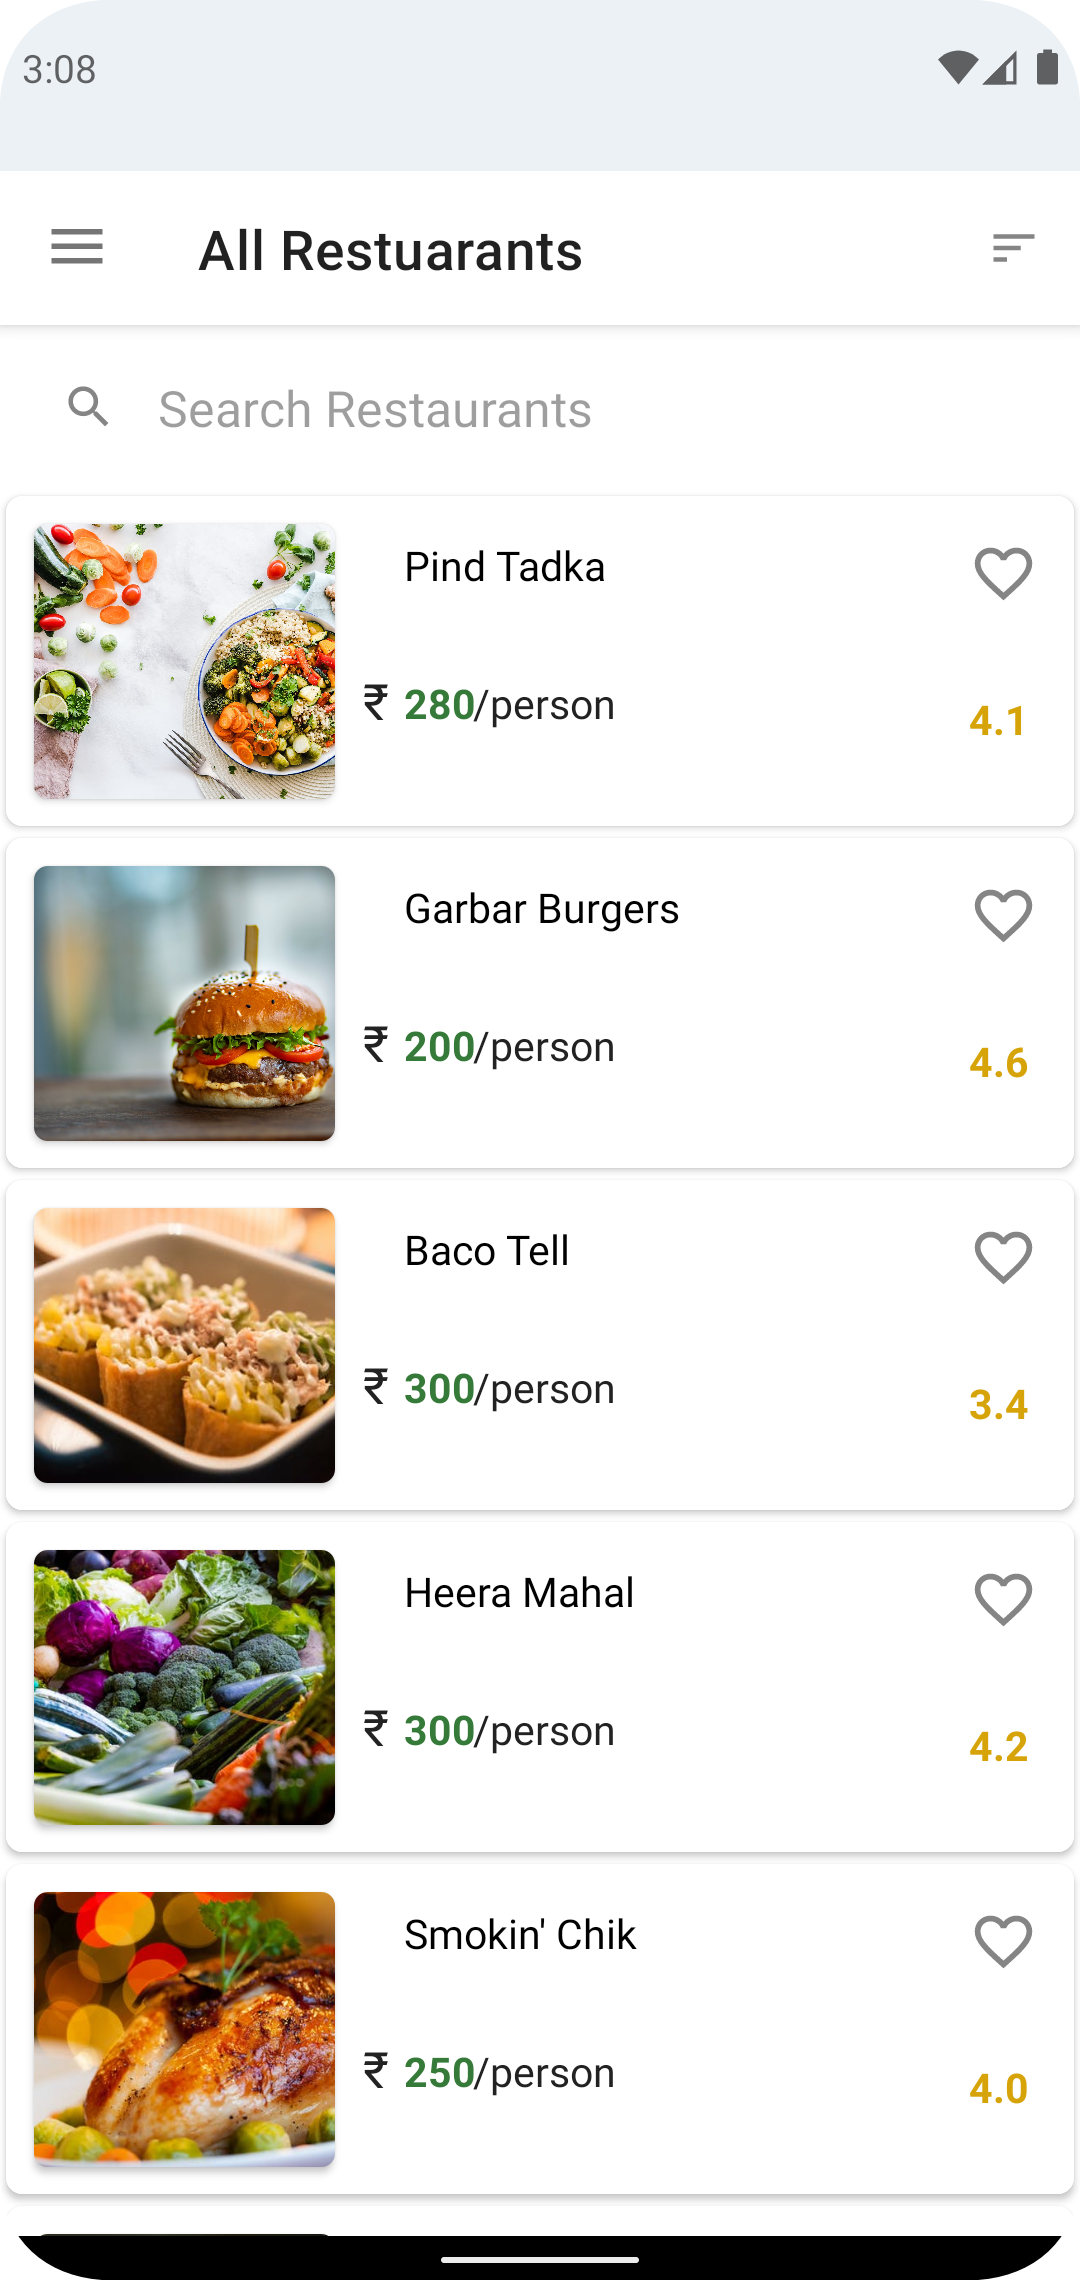 3:08
All Restuarants
Search Restaurants
Pind Tadka
₹ 280/person
4.1
Garbar Burgers
₹ 200/person
4.6
Baco Tell
₹ 300/person
3.4
Heera Mahal
₹ 300/person
4.2
Smokin' Chik
₹ 250/person
4.0